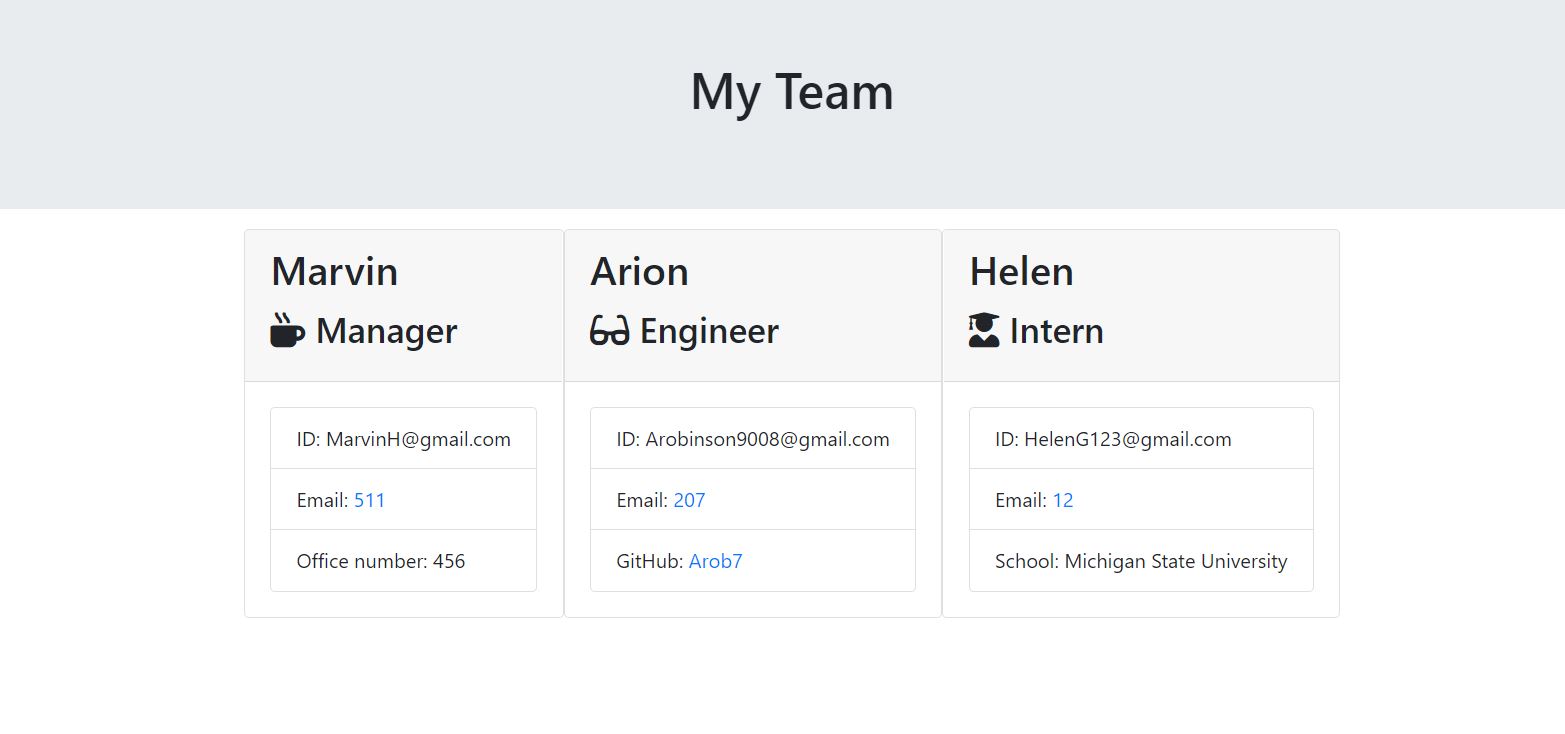 My Team
Marvin
Manager
ID: MarvinH@gmail.com
Email: 511
Office number: 456
Arion
Engineer
ID: Arobinson9008@gmail.com
Email: 207
GitHub: Arob7
Helen
Intern
ID: HelenG123@gmail.com
Email: 12
School: Michigan State University